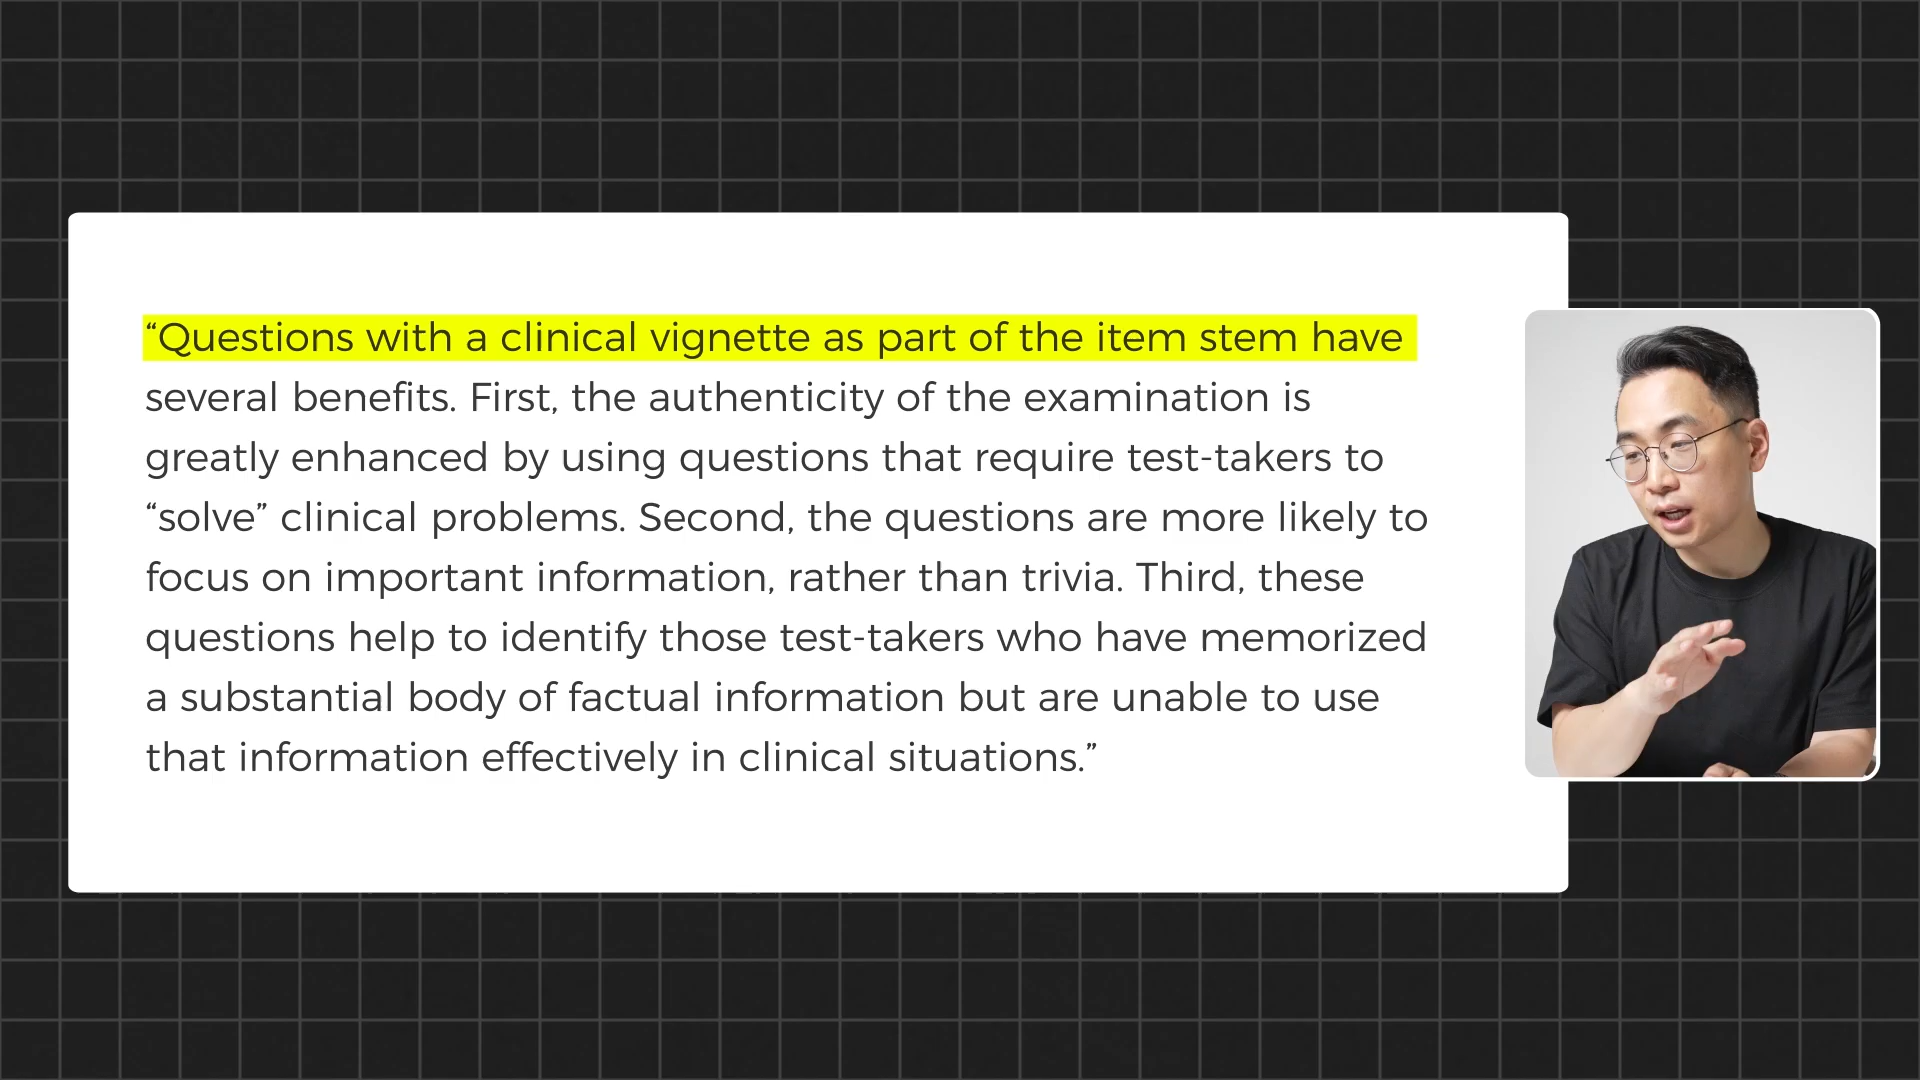 “Questions with a clinical vignette as part of the item stem have
several benefits. First, the authenticity of the examination is
greatly enhanced by using questions that require test-takers to
“solve” clinical problems. Second, the questions are more likely to
focus on important information, rather than trivia. Third, these
questions help to identify those test-takers who have memorized
a substantial body of factual information but are unable to use
that information effectively in clinical situations.”